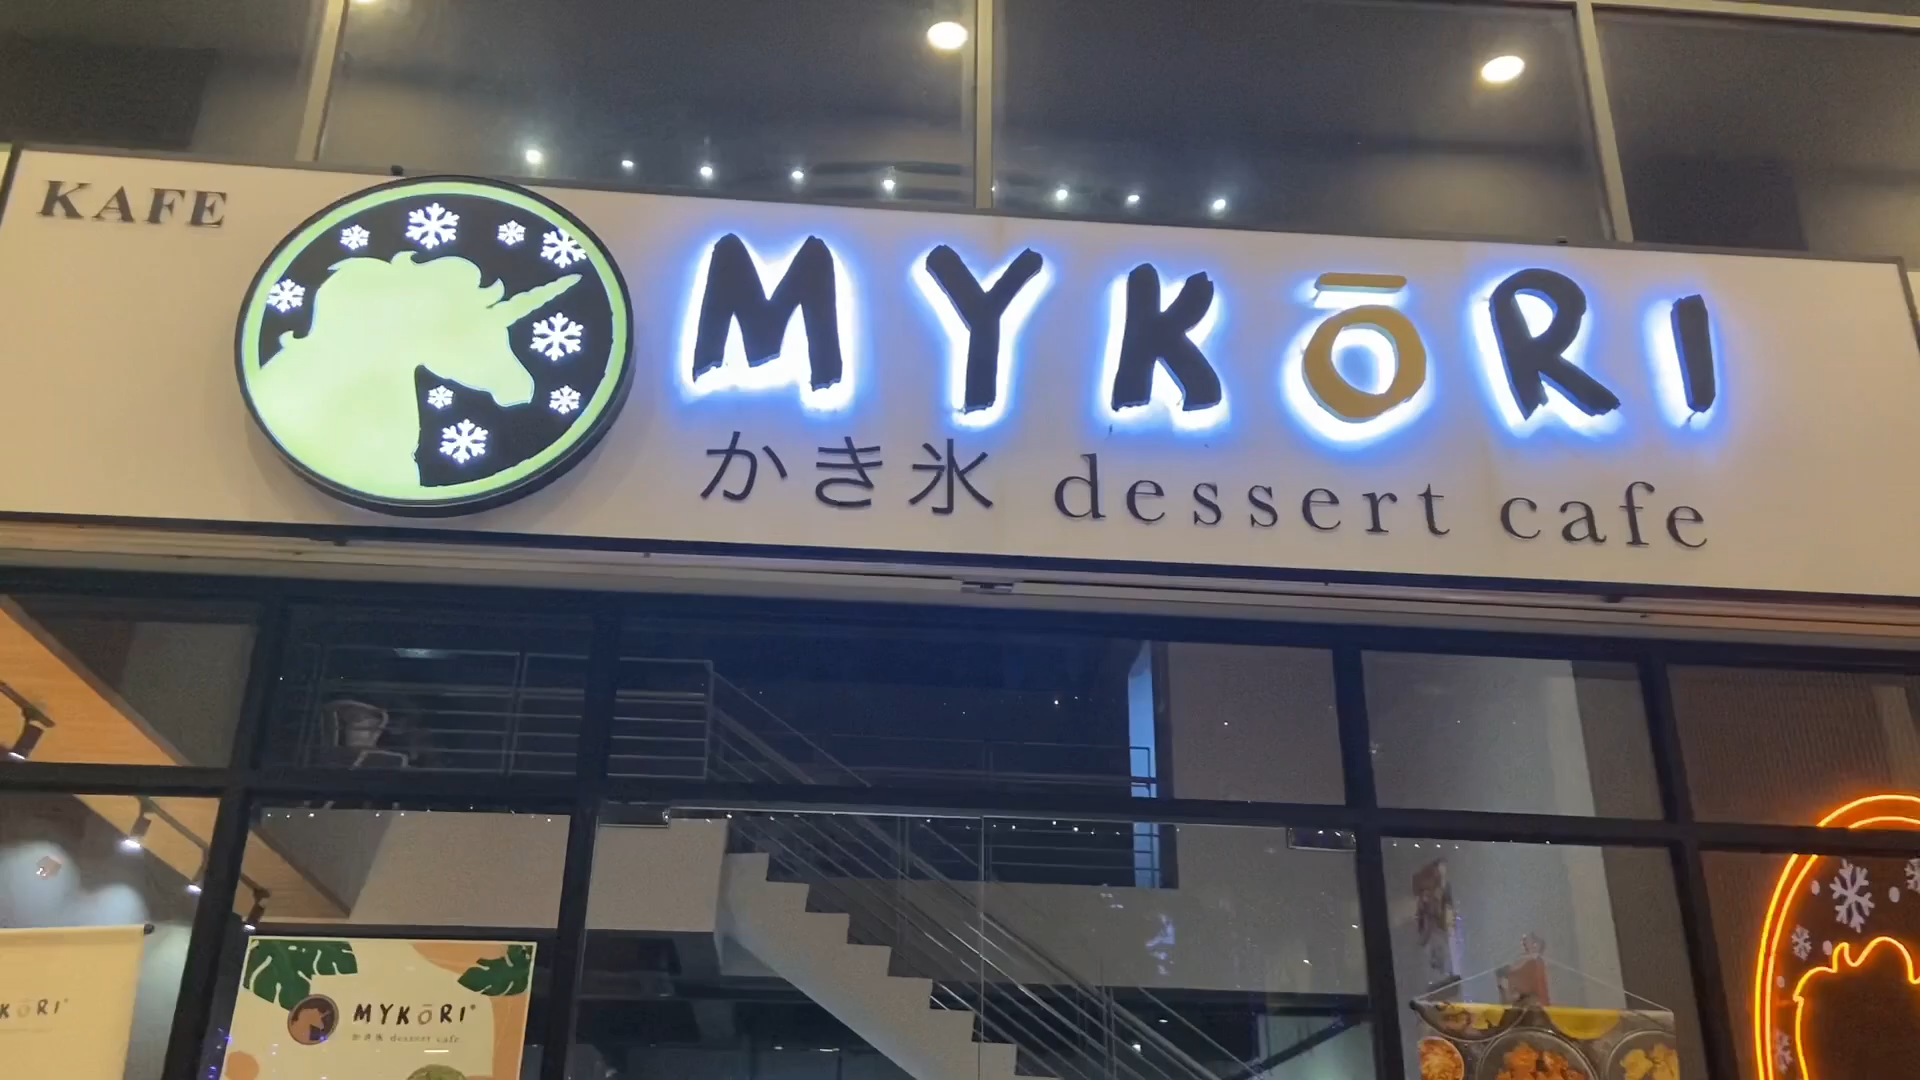 KAFE
MYKŌRI
かき氷 dessert cafe
KŌRI
MYKŌRI
かき氷 dessert cafe